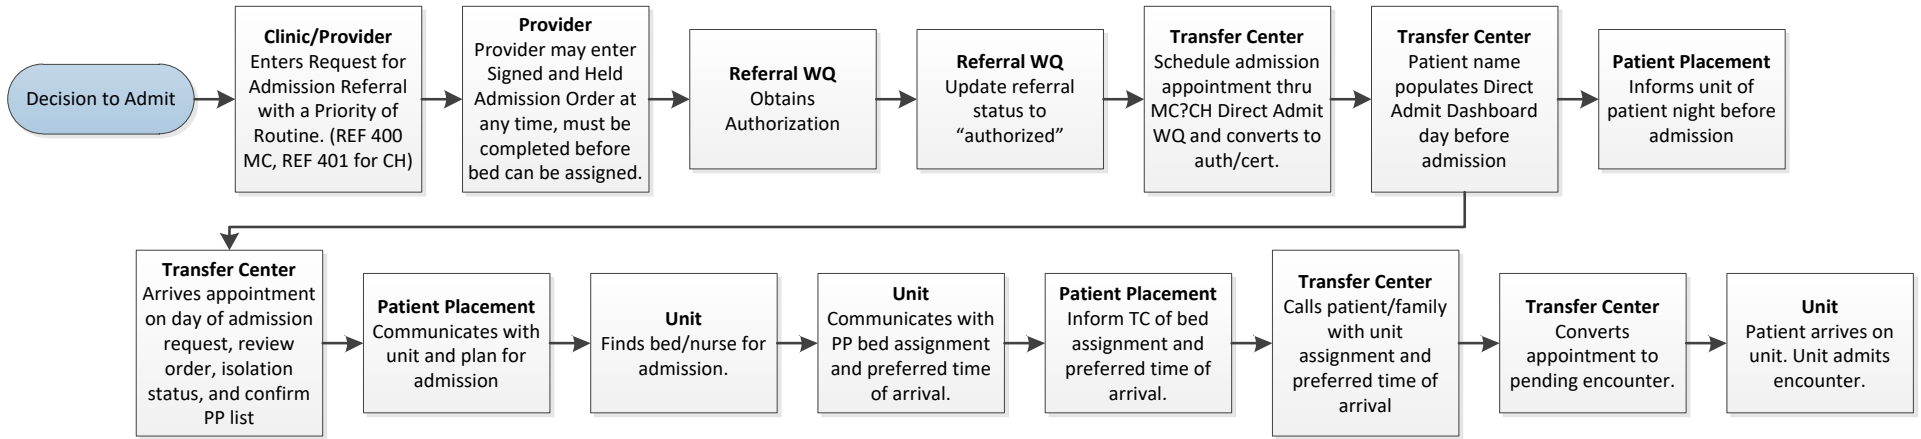 Decision to Admit
Clinic/Provider
Enters Request for
Admission Referral
with a Priority of
Routine. (REF 400
MC, REF 401 for CH)
Provider
Provider may enter
Signed and Held
Admission Order at
any time, must be
completed before
bed can be assigned.
Referral WQ
Obtains
Authorization
Referral WQ
Update referral
status to
“authorized”
Transfer Center
Schedule admission
appointment thru
MC?CH Direct Admit
WQ and converts to
auth/cert.
Transfer Center
Patient name
populates Direct
Admit Dashboard
day before
admission
Patient Placement
Informs unit of
patient night before
admission
Transfer Center
Arrives appointment
on day of admission
request, review
order, isolation
status, and confirm
PP list
Patient Placement
Communicates with
unit and plan for
admission
Unit
Finds bed/nurse for
admission.
Unit
Communicates with
PP bed assignment
and preferred time
of arrival.
Patient Placement
Inform TC of bed
assignment and
preferred time of
arrival.
Transfer Center
Calls patient/family
with unit
assignment and
preferred time of
arrival
Transfer Center
Converts
appointment to
pending encounter.
Unit
Patient arrives on
unit. Unit admits
encounter.